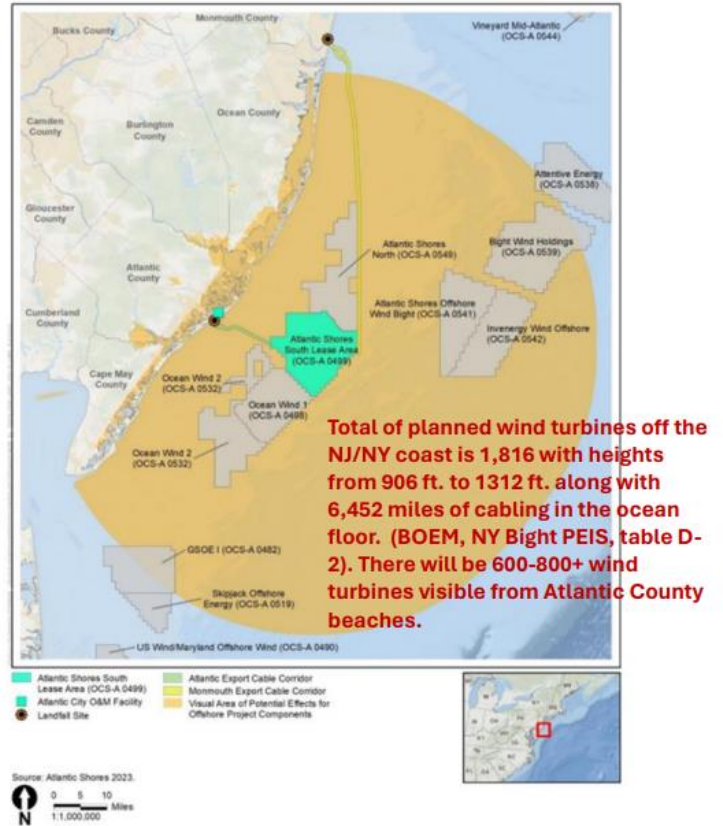 Monmouth County
Bucks County
Vineyard Mid-Atlantic
(OCS-A 0544)
Ocean County
Camden
County
Burlington
County
Attentive Energy
(OCS-A 0538)
Gloucester
County
Atlantic Shores
North (OCS-A 0549)
Bight Wind Holdings
(OCS-A 0539)
Atlantic
County
Atlantic Shores Offshore
Wind Bight (OCS-A 0541)
Cumberland
County
Invenergy Wind Offshore
(OCS-A 0542)
Atlantic Shores
South Lease Area
(OCS-A 0499)
Cape May
County
Ocean Wind 2
(OCS-A 0532)
Ocean Wind 1
(OCS-A 0498)
Ocean Wind 2
(OCS-A 0532)
Total of planned wind turbines off the
NJ/NY coast is 1,816 with heights
from 906 ft. to 1312 ft. along with
6,452 miles of cabling in the ocean
floor. (BOEM, NY Bight PEIS, table D-
2). There will be 600-800+ wind
turbines visible from Atlantic County
beaches.
GSOE I (OCS-A 0482)
Skipjack Offshore
Energy (OCS-A 0519)
US Wind/Maryland Offshore Wind (OCS-A 0490)
Atlantic Shores South
Lease Area (OCS-A 0499)
Atlantic City O&M Facility
Landfall Site
Atlantic Export Cable Corridor
Monmouth Export Cable Corridor
Visual Area of Potential Effects for
Offshore Project Components
Source: Atlantic Shores 2023.
0 5 10
Miles
N
1:1,000,000